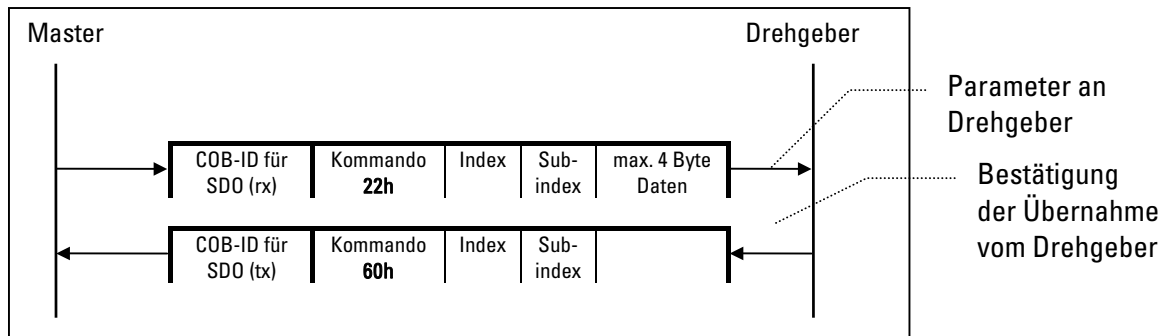 Master
Drehgeber
Parameter an
Drehgeber
COB-ID für
SDO (rx)
Kommando
22h
Index
Sub-
index
max. 4 Byte
Daten
Bestätigung
der Übernahme
vom Drehgeber
COB-ID für
SDO (tx)
Kommando
60h
Index
Sub-
index